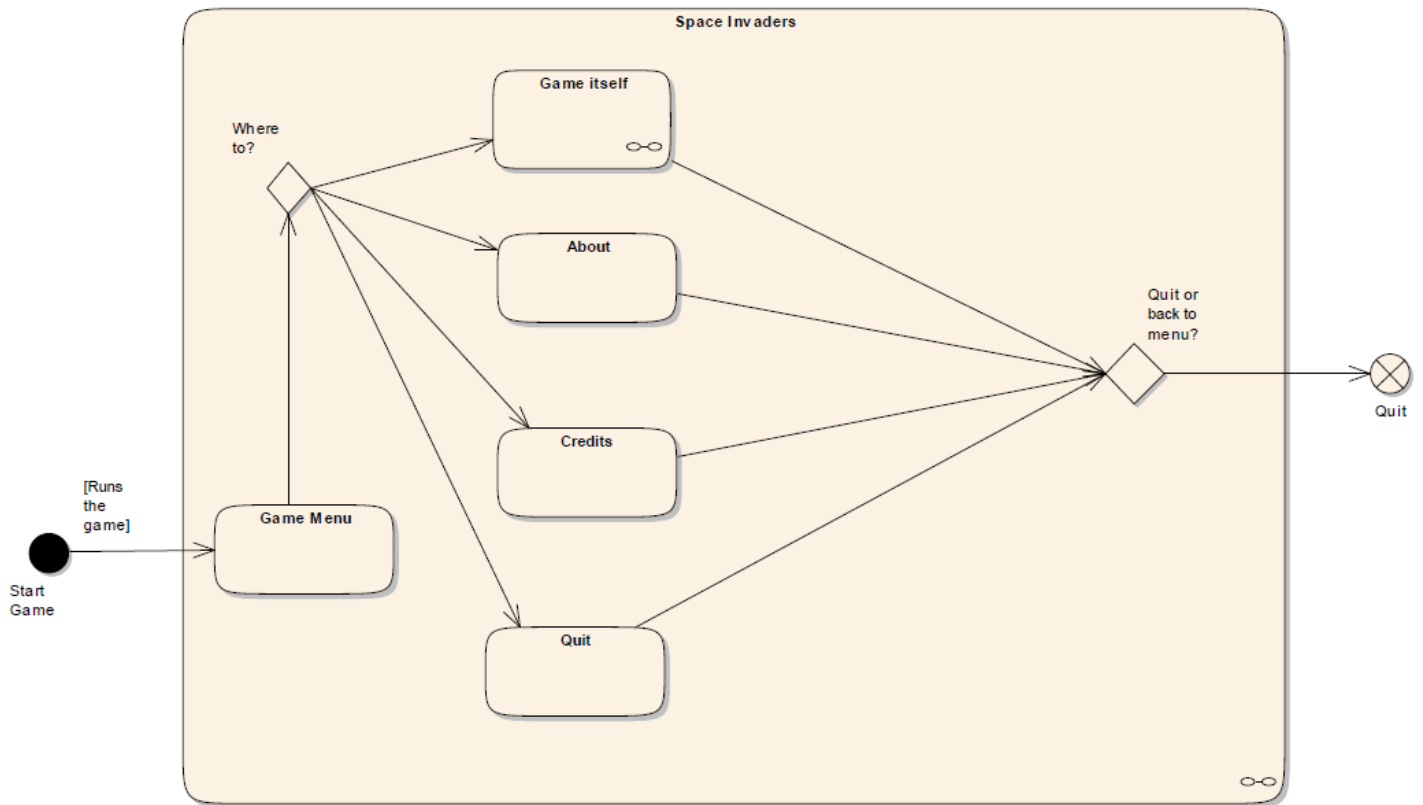 Space Invaders
Game itself
Where
to?
About
Quit or
back to
menu?
Quit
Credits
[Runs
the
game]
Game Menu
Start
Game
Quit